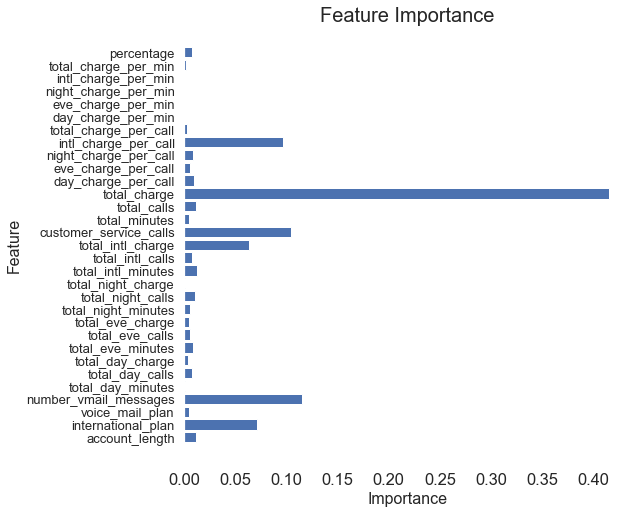 Feature Importance
Feature
percentage
total_charge_per_min
intl_charge_per_min
night_charge_per_min
eve_charge_per_min
day_charge_per_min
total_charge_per_call
intl_charge_per_call
night_charge_per_call
eve_charge_per_call
day_charge_per_call
total_charge
total_calls
total_minutes
customer_service_calls
total_intl_charge
total_intl_calls
total_intl_minutes
total_night_charge
total_night_calls
total_night_minutes
total_eve_charge
total_eve_calls
total_eve_minutes
total_day_charge
total_day_calls
total_day_minutes
number_vmail_messages
voice_mail_plan
international_plan
account_length
0.00 0.05 0.10 0.15 0.20 0.25 0.30 0.35 0.40
Importance